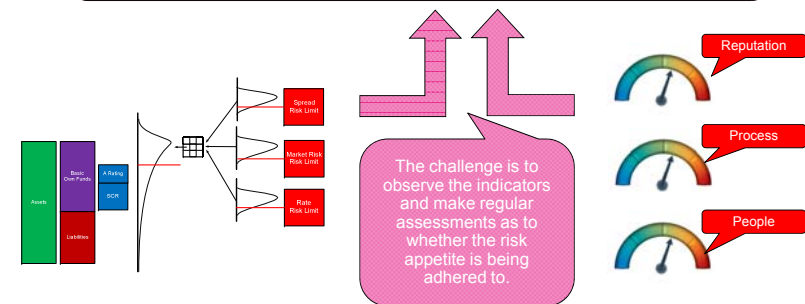 Assets
Basic
Own Funds
Liabilities
A Rating
SCR
Spread
Risk Limit
Market Risk
Risk Limit
Rate
Risk Limit
The challenge is to
observe the indicators
and make regular
assessments as to
whether the risk
appetite is being
adhered to.
Reputation
Process
People